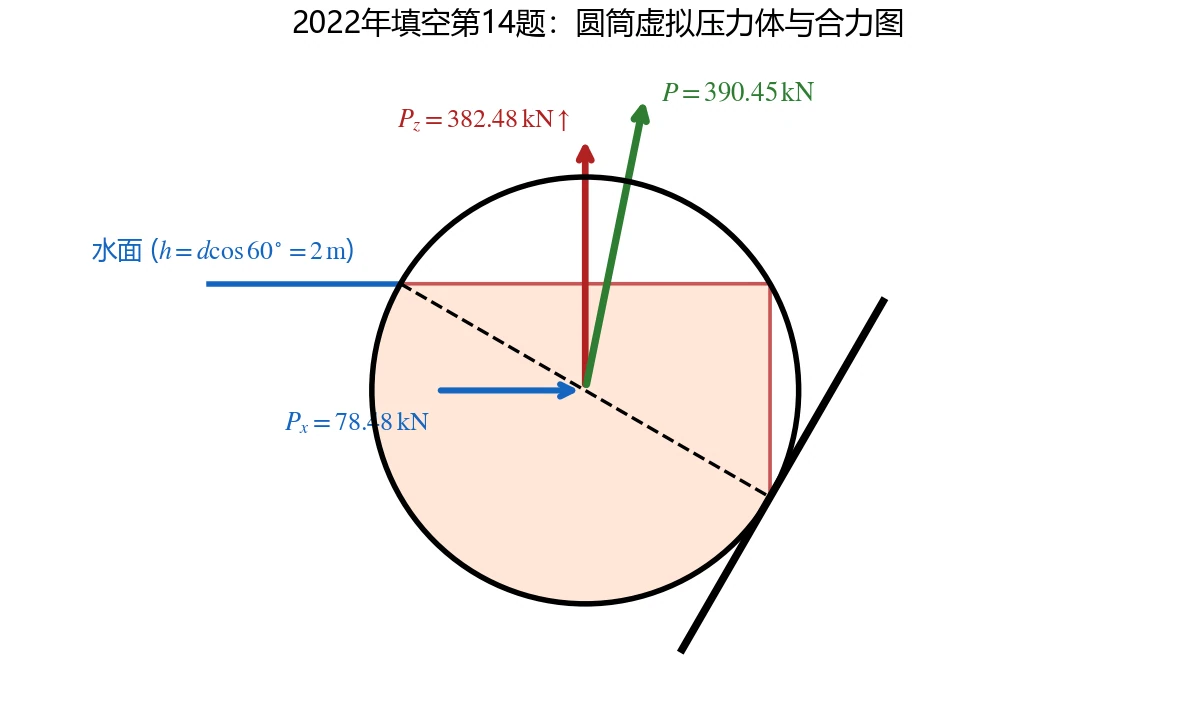 2022年填空第14题：圆筒虚拟压力体与合力图
P = 390.45 kN
P_z = 382.48 kN↑
水面 (h = d cos 60° = 2 m)
P_x = 78.48 kN